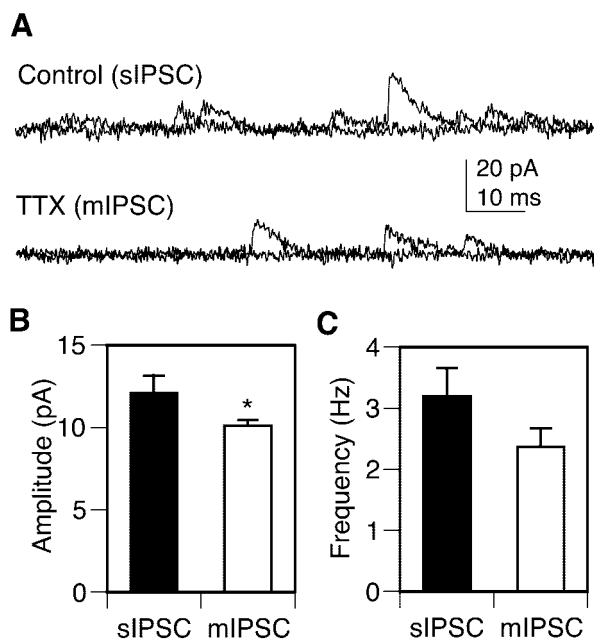 A
Control (sIPSC)
20 pA
10 ms
TTX (mIPSC)
B
15
10
5
0
Amplitude (pA)
*
sIPSC mIPSC
C
4
3
2
1
0
Frequency (Hz)
sIPSC mIPSC